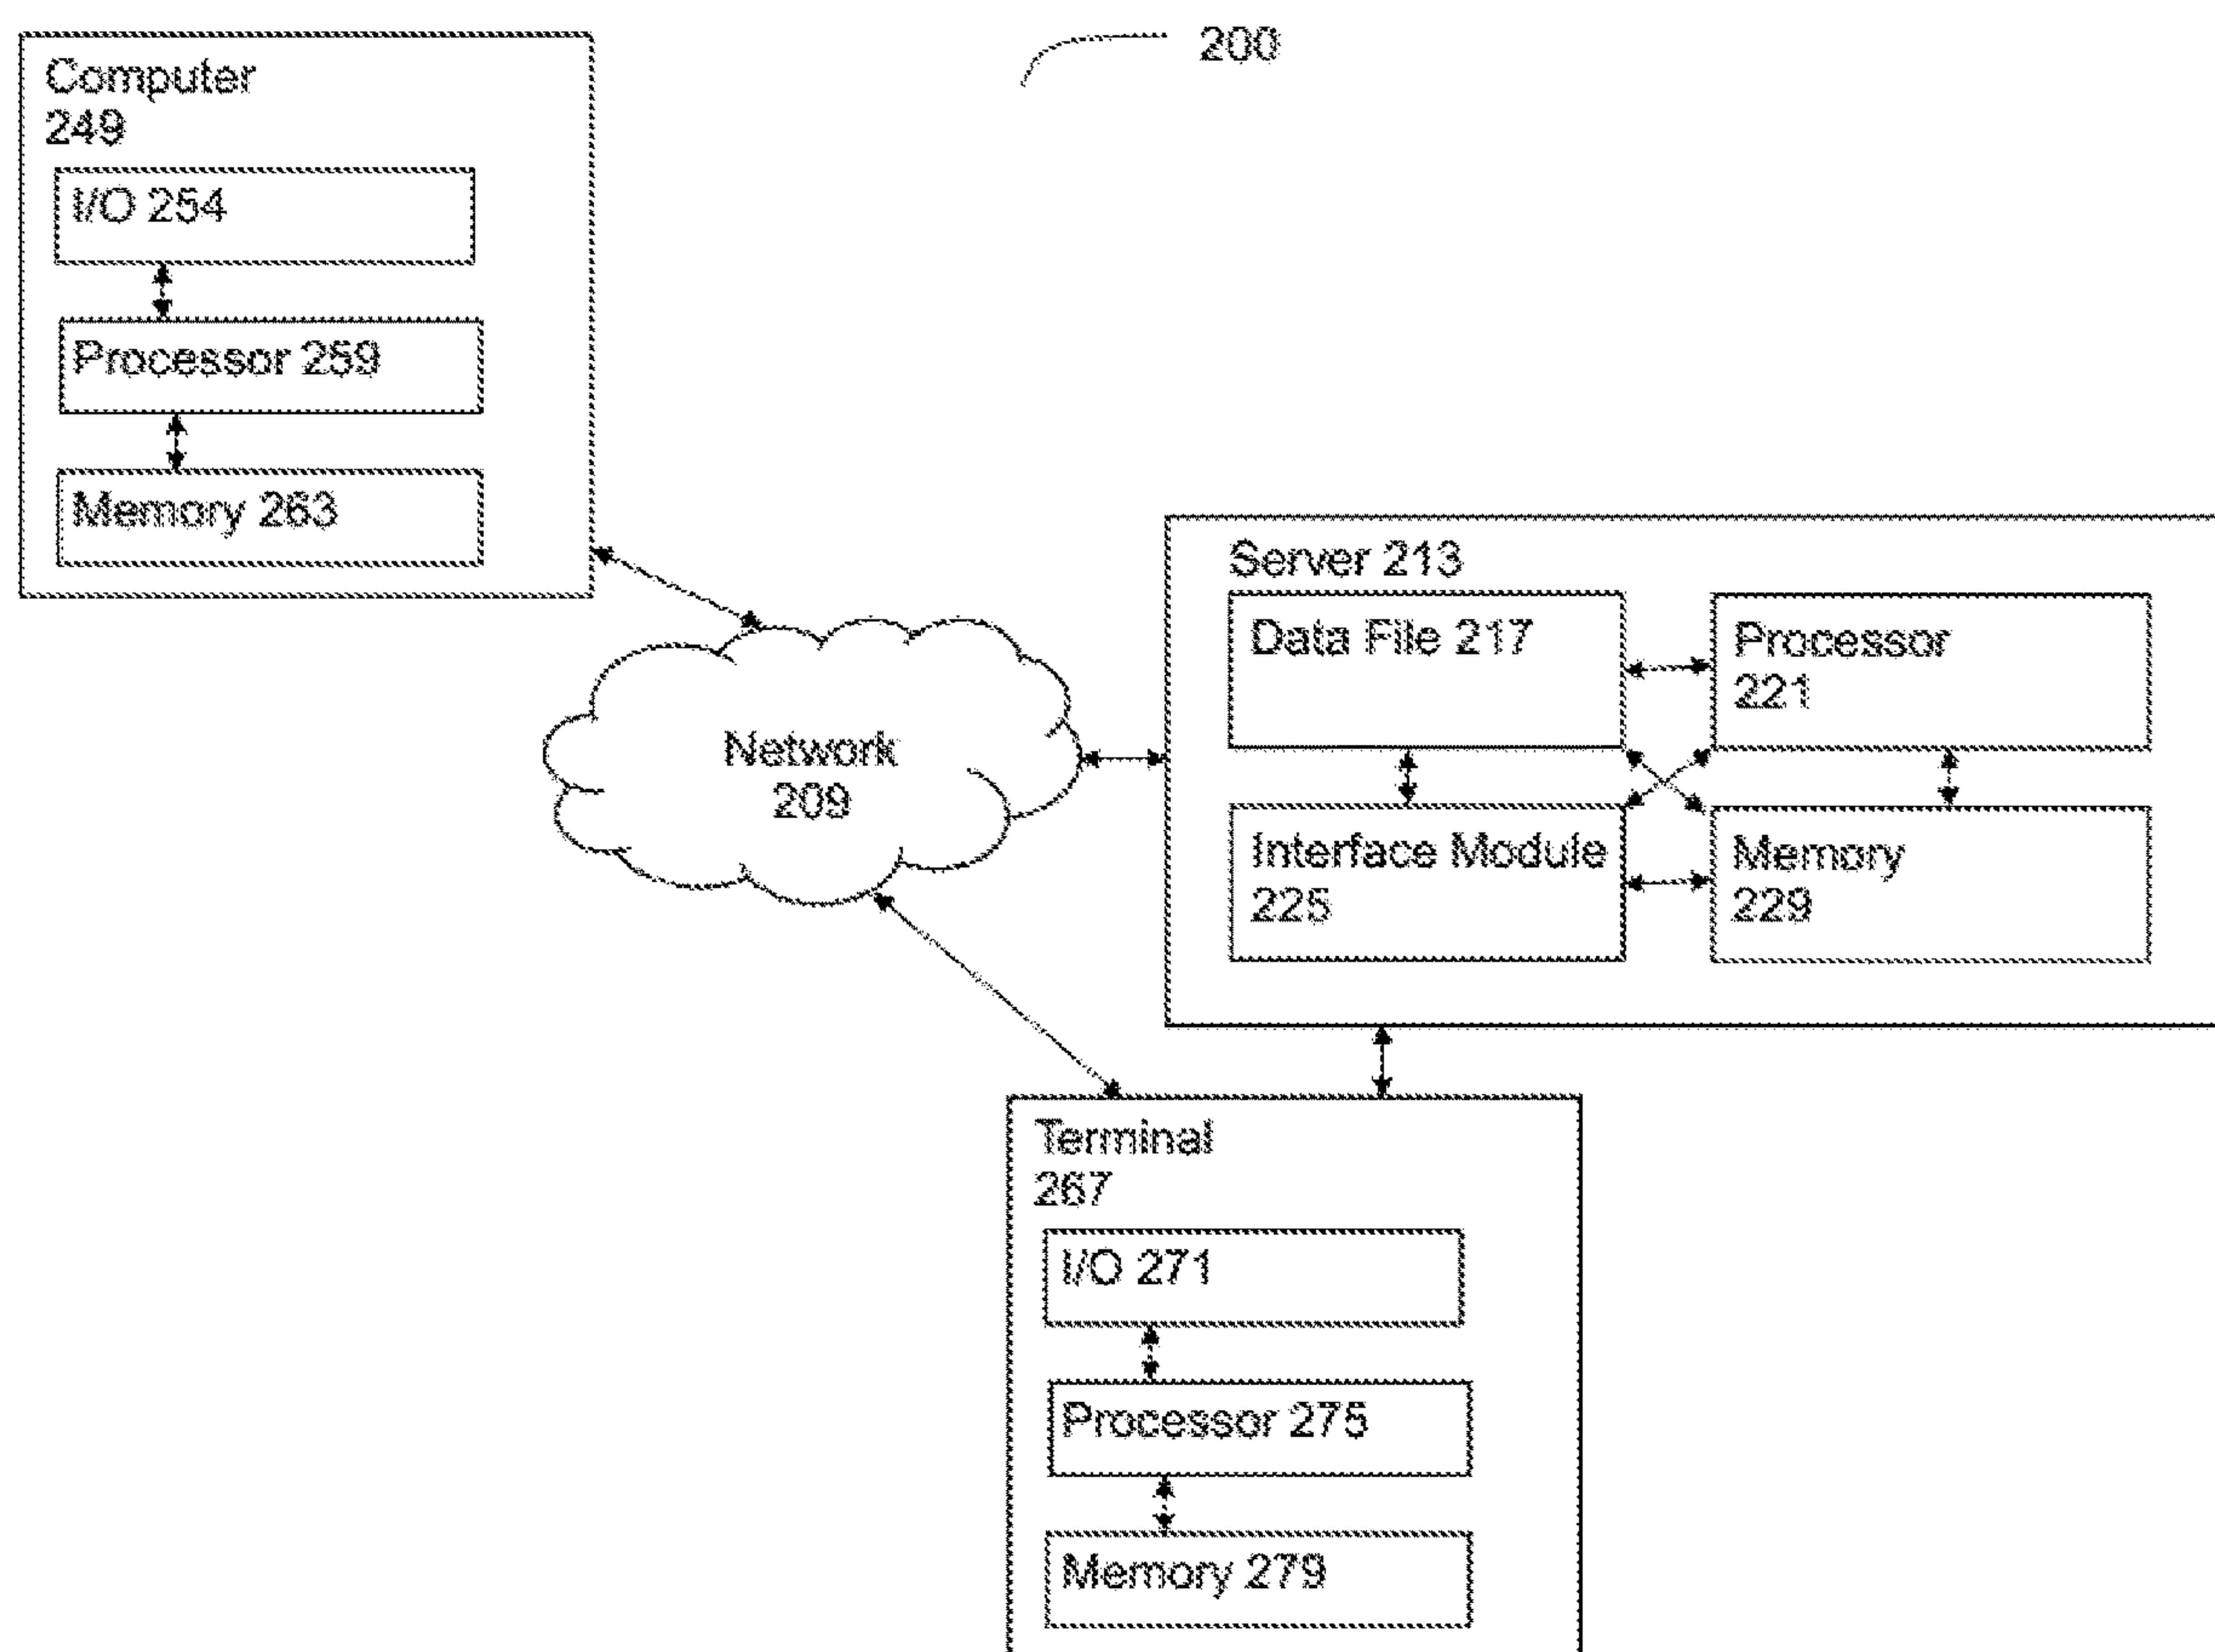 200
Computer
249
I/O 254
Processor 259
Memory 263
Network
209
Server 213
Data File 217
Processor
221
Interface Module
225
Memory
229
Terminal
267
I/O 271
Processor 275
Memory 279